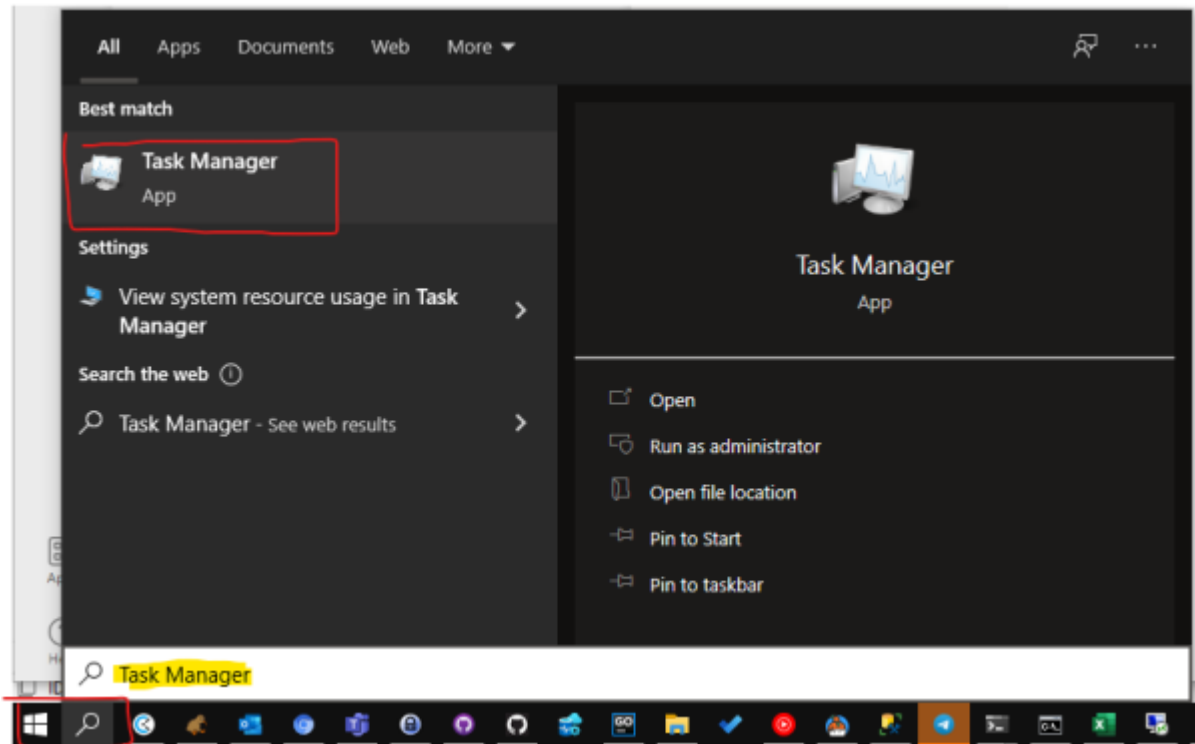 All Apps Documents Web More
Best match
Task Manager
App
Settings
View system resource usage in Task
Manager
Search the web
Task Manager - See web results
Task Manager
App
Open
Run as administrator
Open file location
Pin to Start
Pin to taskbar
Task Manager
GO